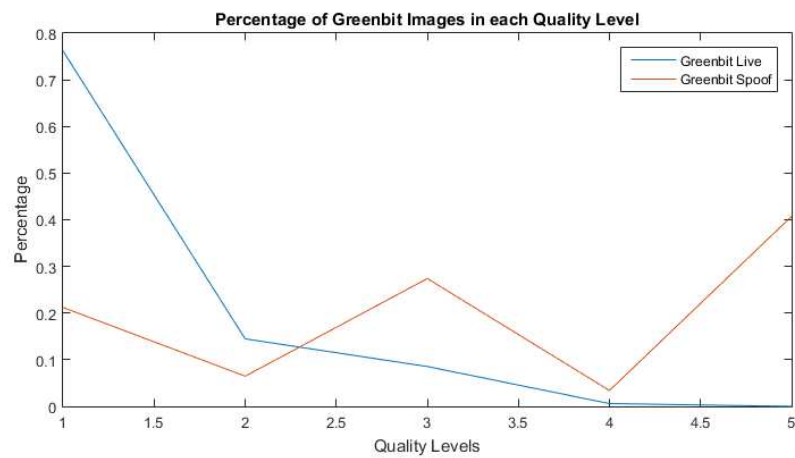 Percentage of Greenbit Images in each Quality Level
0.8
0.7
0.6
0.5
0.4
0.3
0.2
0.1
0
Percentage
Greenbit Live
Greenbit Spoof
1 1.5 2 2.5 3 3.5 4 4.5 5
Quality Levels